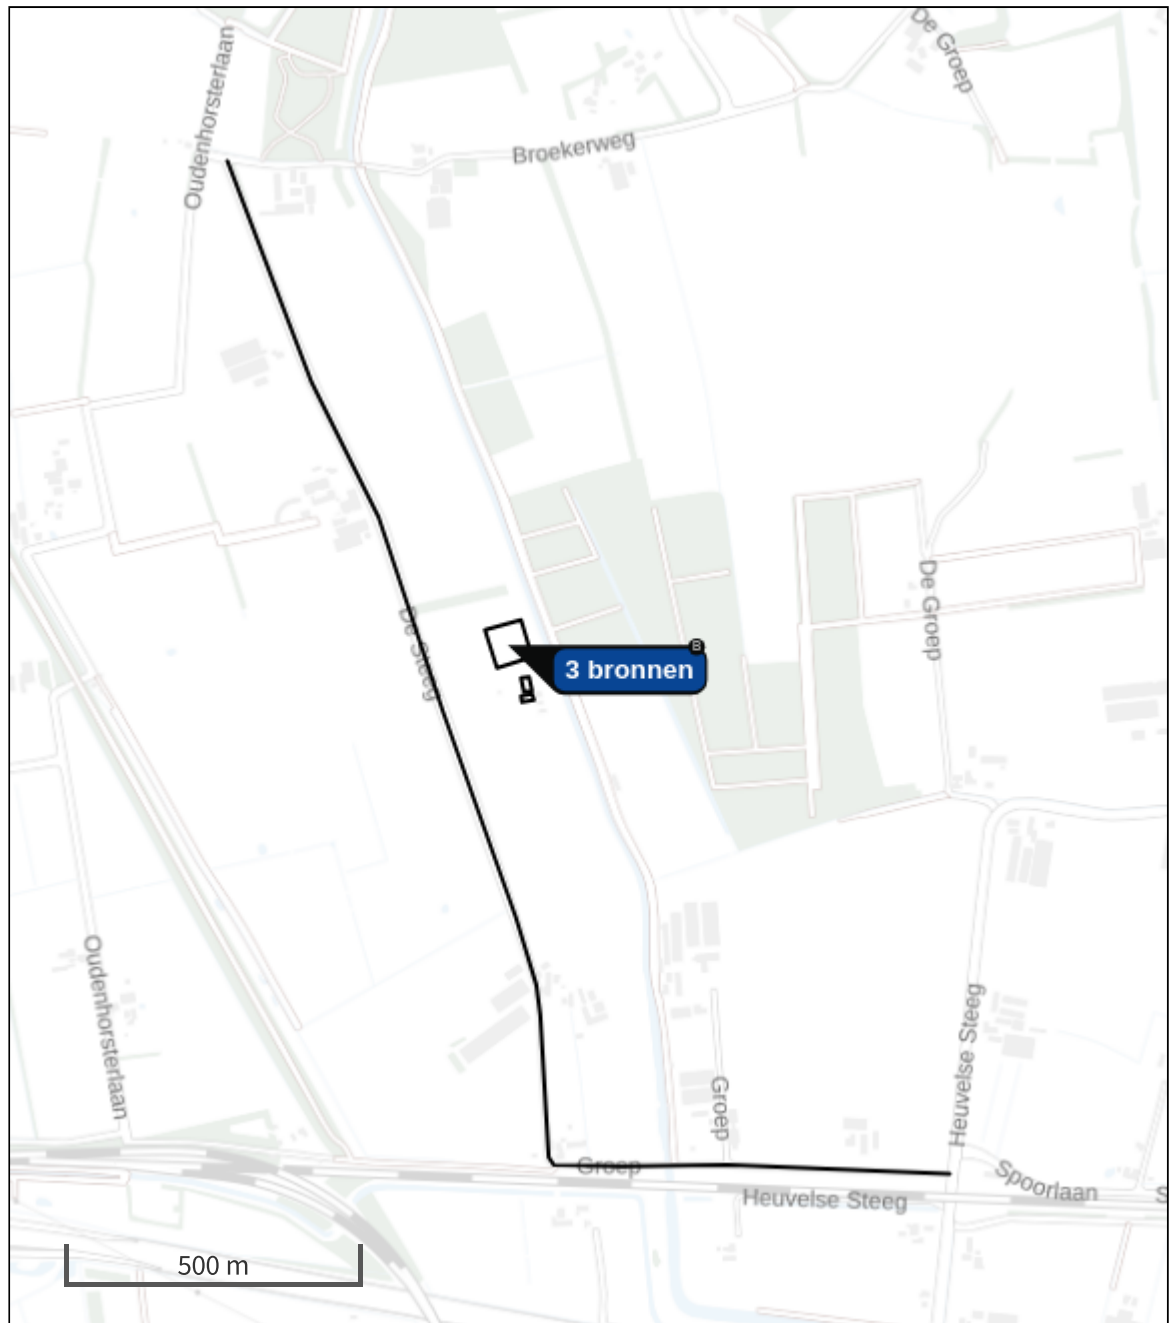 De Groep
Oudenhorsterlaan
Broekerweg
De Groep
De Steeg
B
3 bronnen
Oudenhorsterlaan
Heuvelse Steeg
Groep
Groep
Spoorlaan
S
Heuvelse Steeg
500 m